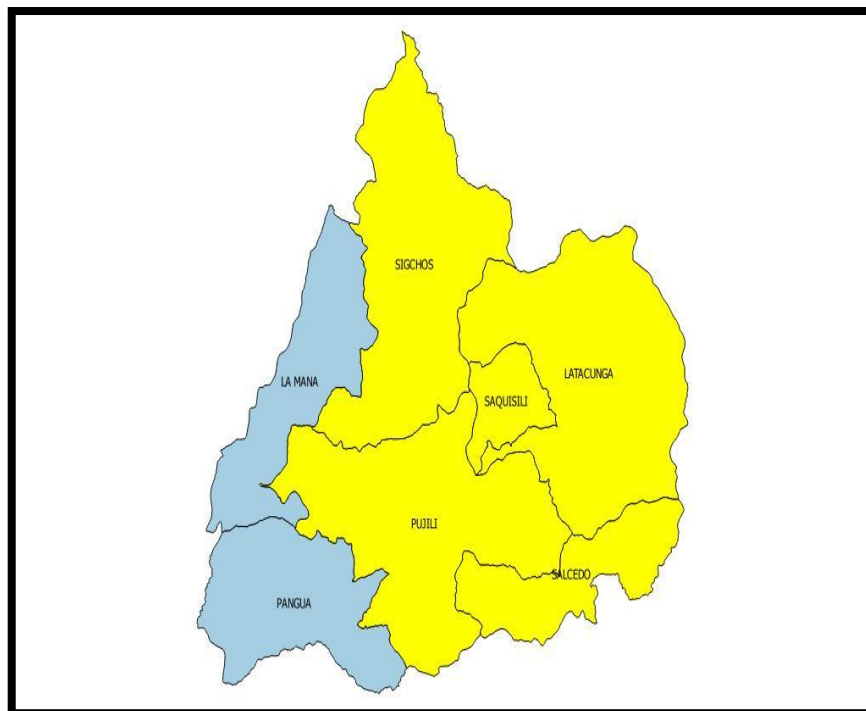 SIGCHOS
LA MANA
LATACUNGA
SAQUISILI
PUJILI
SALCEDO
PANGUA